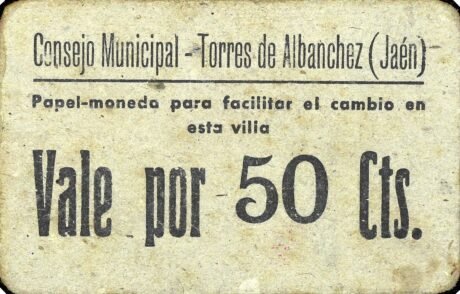 Consejo Municipal - Torres de Albanchez (Jaén)
Papel-moneda para facilitar el cambio en
esta villa
Vale por 50 Cts.